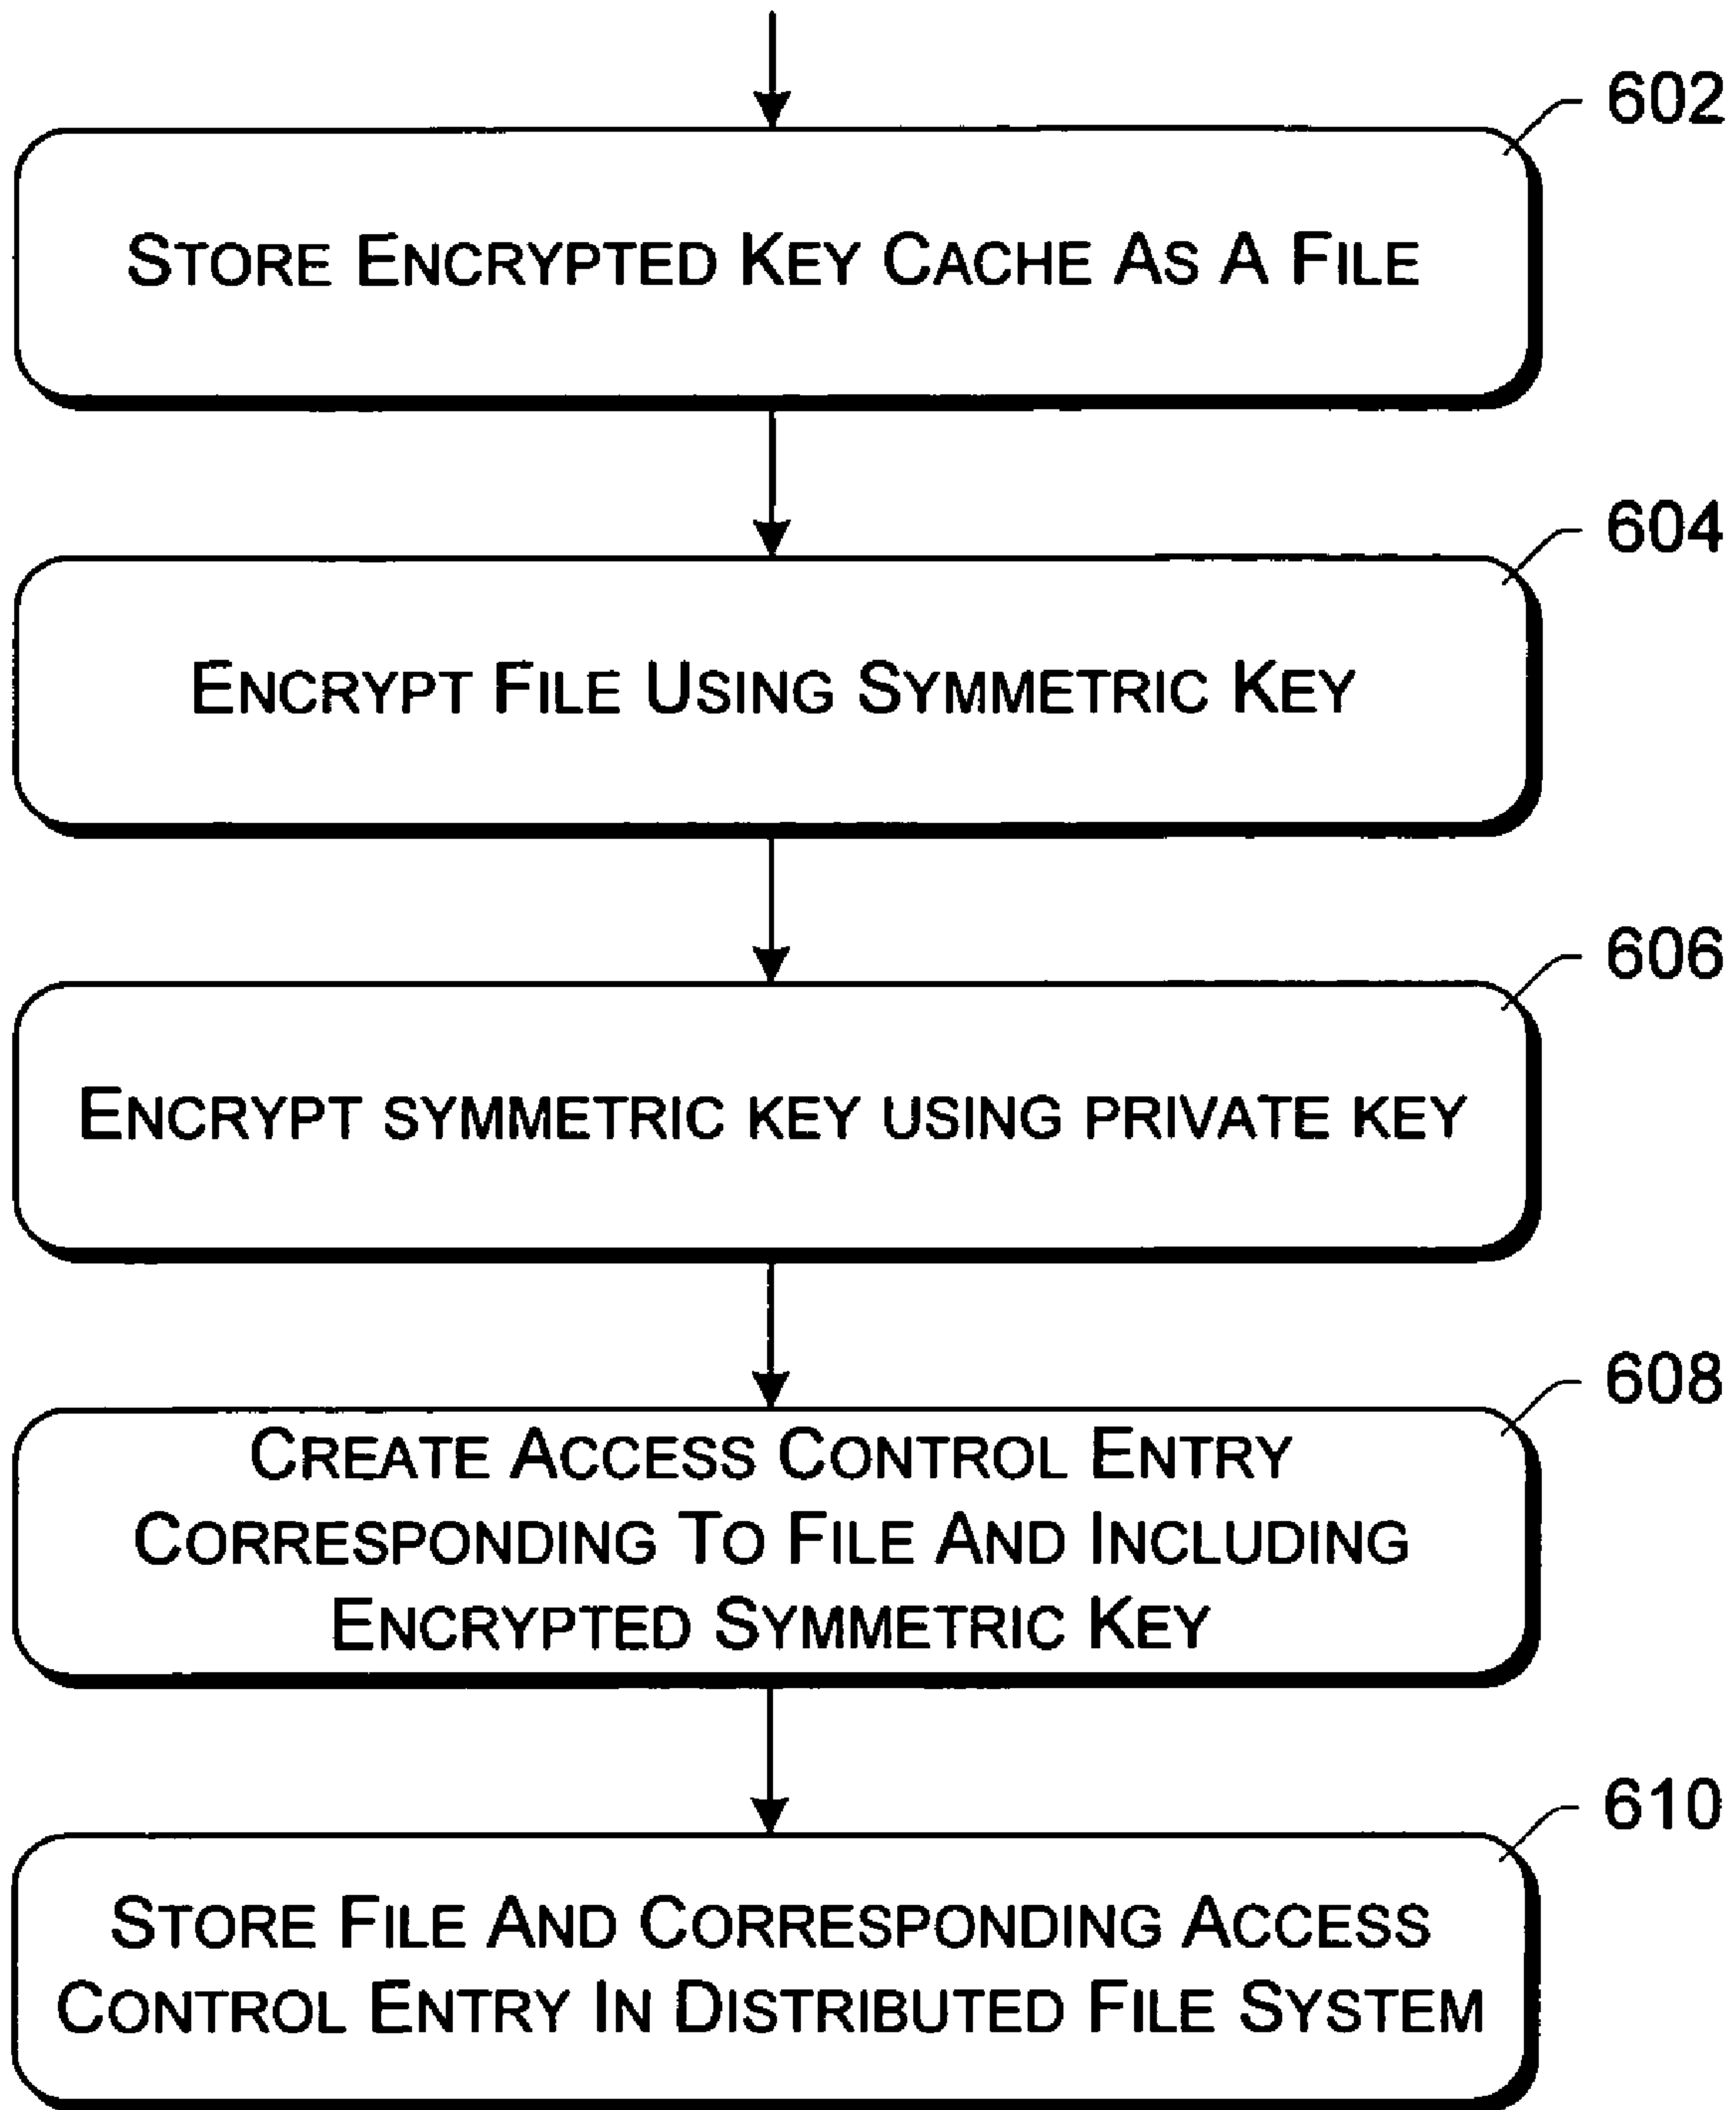 602
STORE ENCRYPTED KEY CACHE AS A FILE
604
ENCRYPT FILE USING SYMMETRIC KEY
606
ENCRYPT SYMMETRIC KEY USING PRIVATE KEY
608
CREATE ACCESS CONTROL ENTRY
CORRESPONDING TO FILE AND INCLUDING
ENCRYPTED SYMMETRIC KEY
610
STORE FILE AND CORRESPONDING ACCESS
CONTROL ENTRY IN DISTRIBUTED FILE SYSTEM